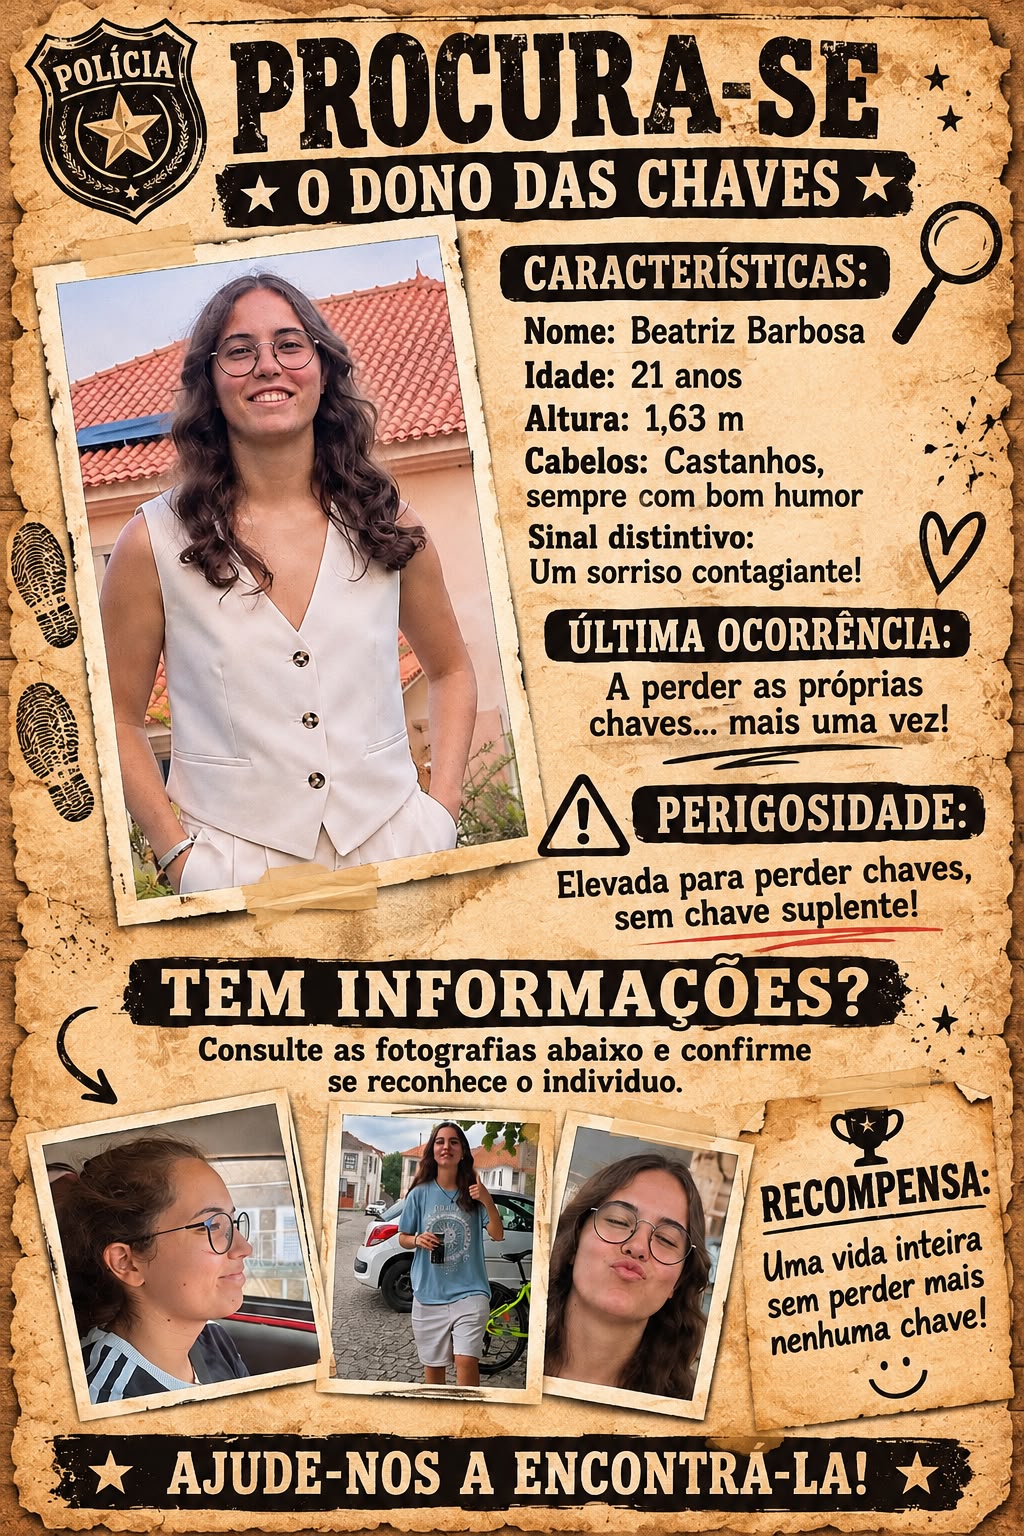 POLÍCIA
PROCURA-SE
O DONO DAS CHAVES
CARACTERÍSTICAS:
Nome: Beatriz Barbosa
Idade: 21 anos
Altura: 1,63 m
Cabelos: Castanhos,
sempre com bom humor
Sinal distintivo:
Um sorriso contagiante!
ÚLTIMA OCORRÊNCIA:
A perder as próprias
chaves... mais uma vez!
PERIGOSIDADE:
Elevada para perder chaves,
sem chave suplente!
TEM INFORMAÇÕES?
Consulte as fotografias abaixo e confirme
se reconhece o individuo.
RECOMPENSA:
Uma vida inteira
sem perder mais
nenhuma chave!
AJUDE-NOS A ENCONTRÁ-LA!